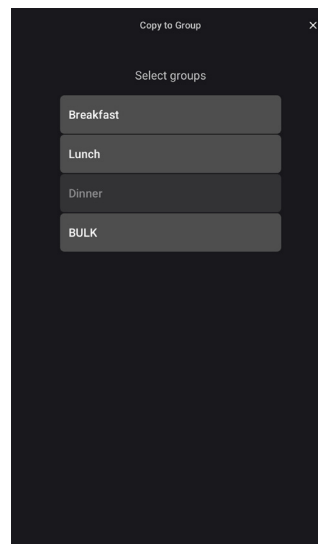 Copy to Group
Select groups
Breakfast
Lunch
Dinner
BULK